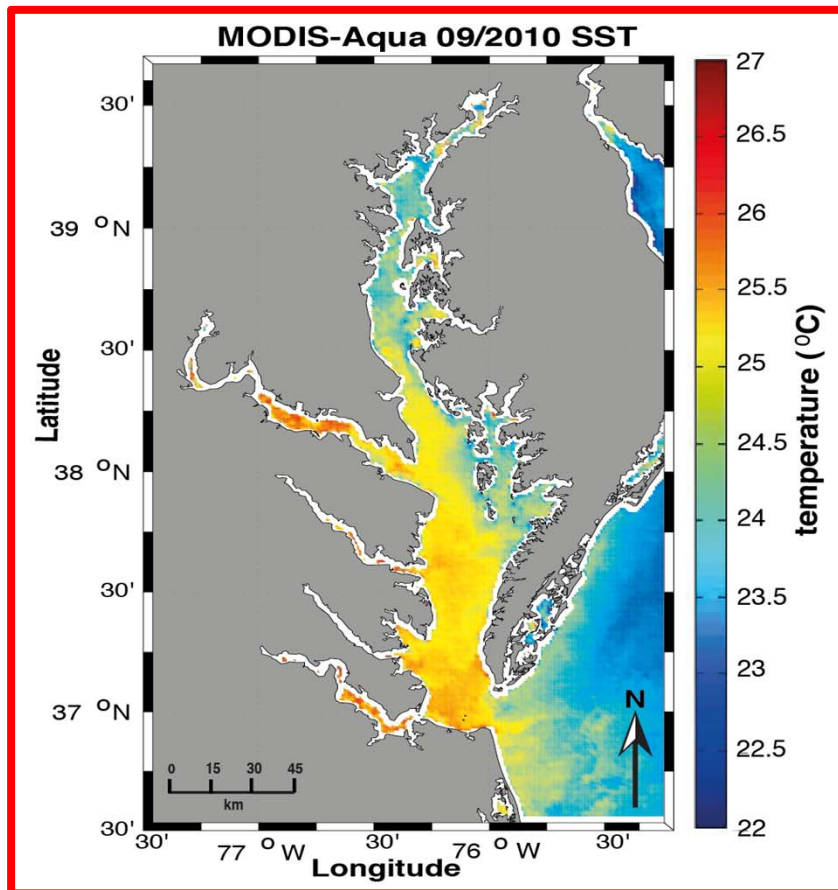 MODIS-Aqua 09/2010 SST
30'
39 °N
30'
38 °N
30'
37 °N
30'
Latitude
30'
77 °W
30'
76 °W
30'
Longitude
0 15 30 45
km
N
27
26.5
26
25.5
25
24.5
24
23.5
23
22.5
22
temperature (°C)